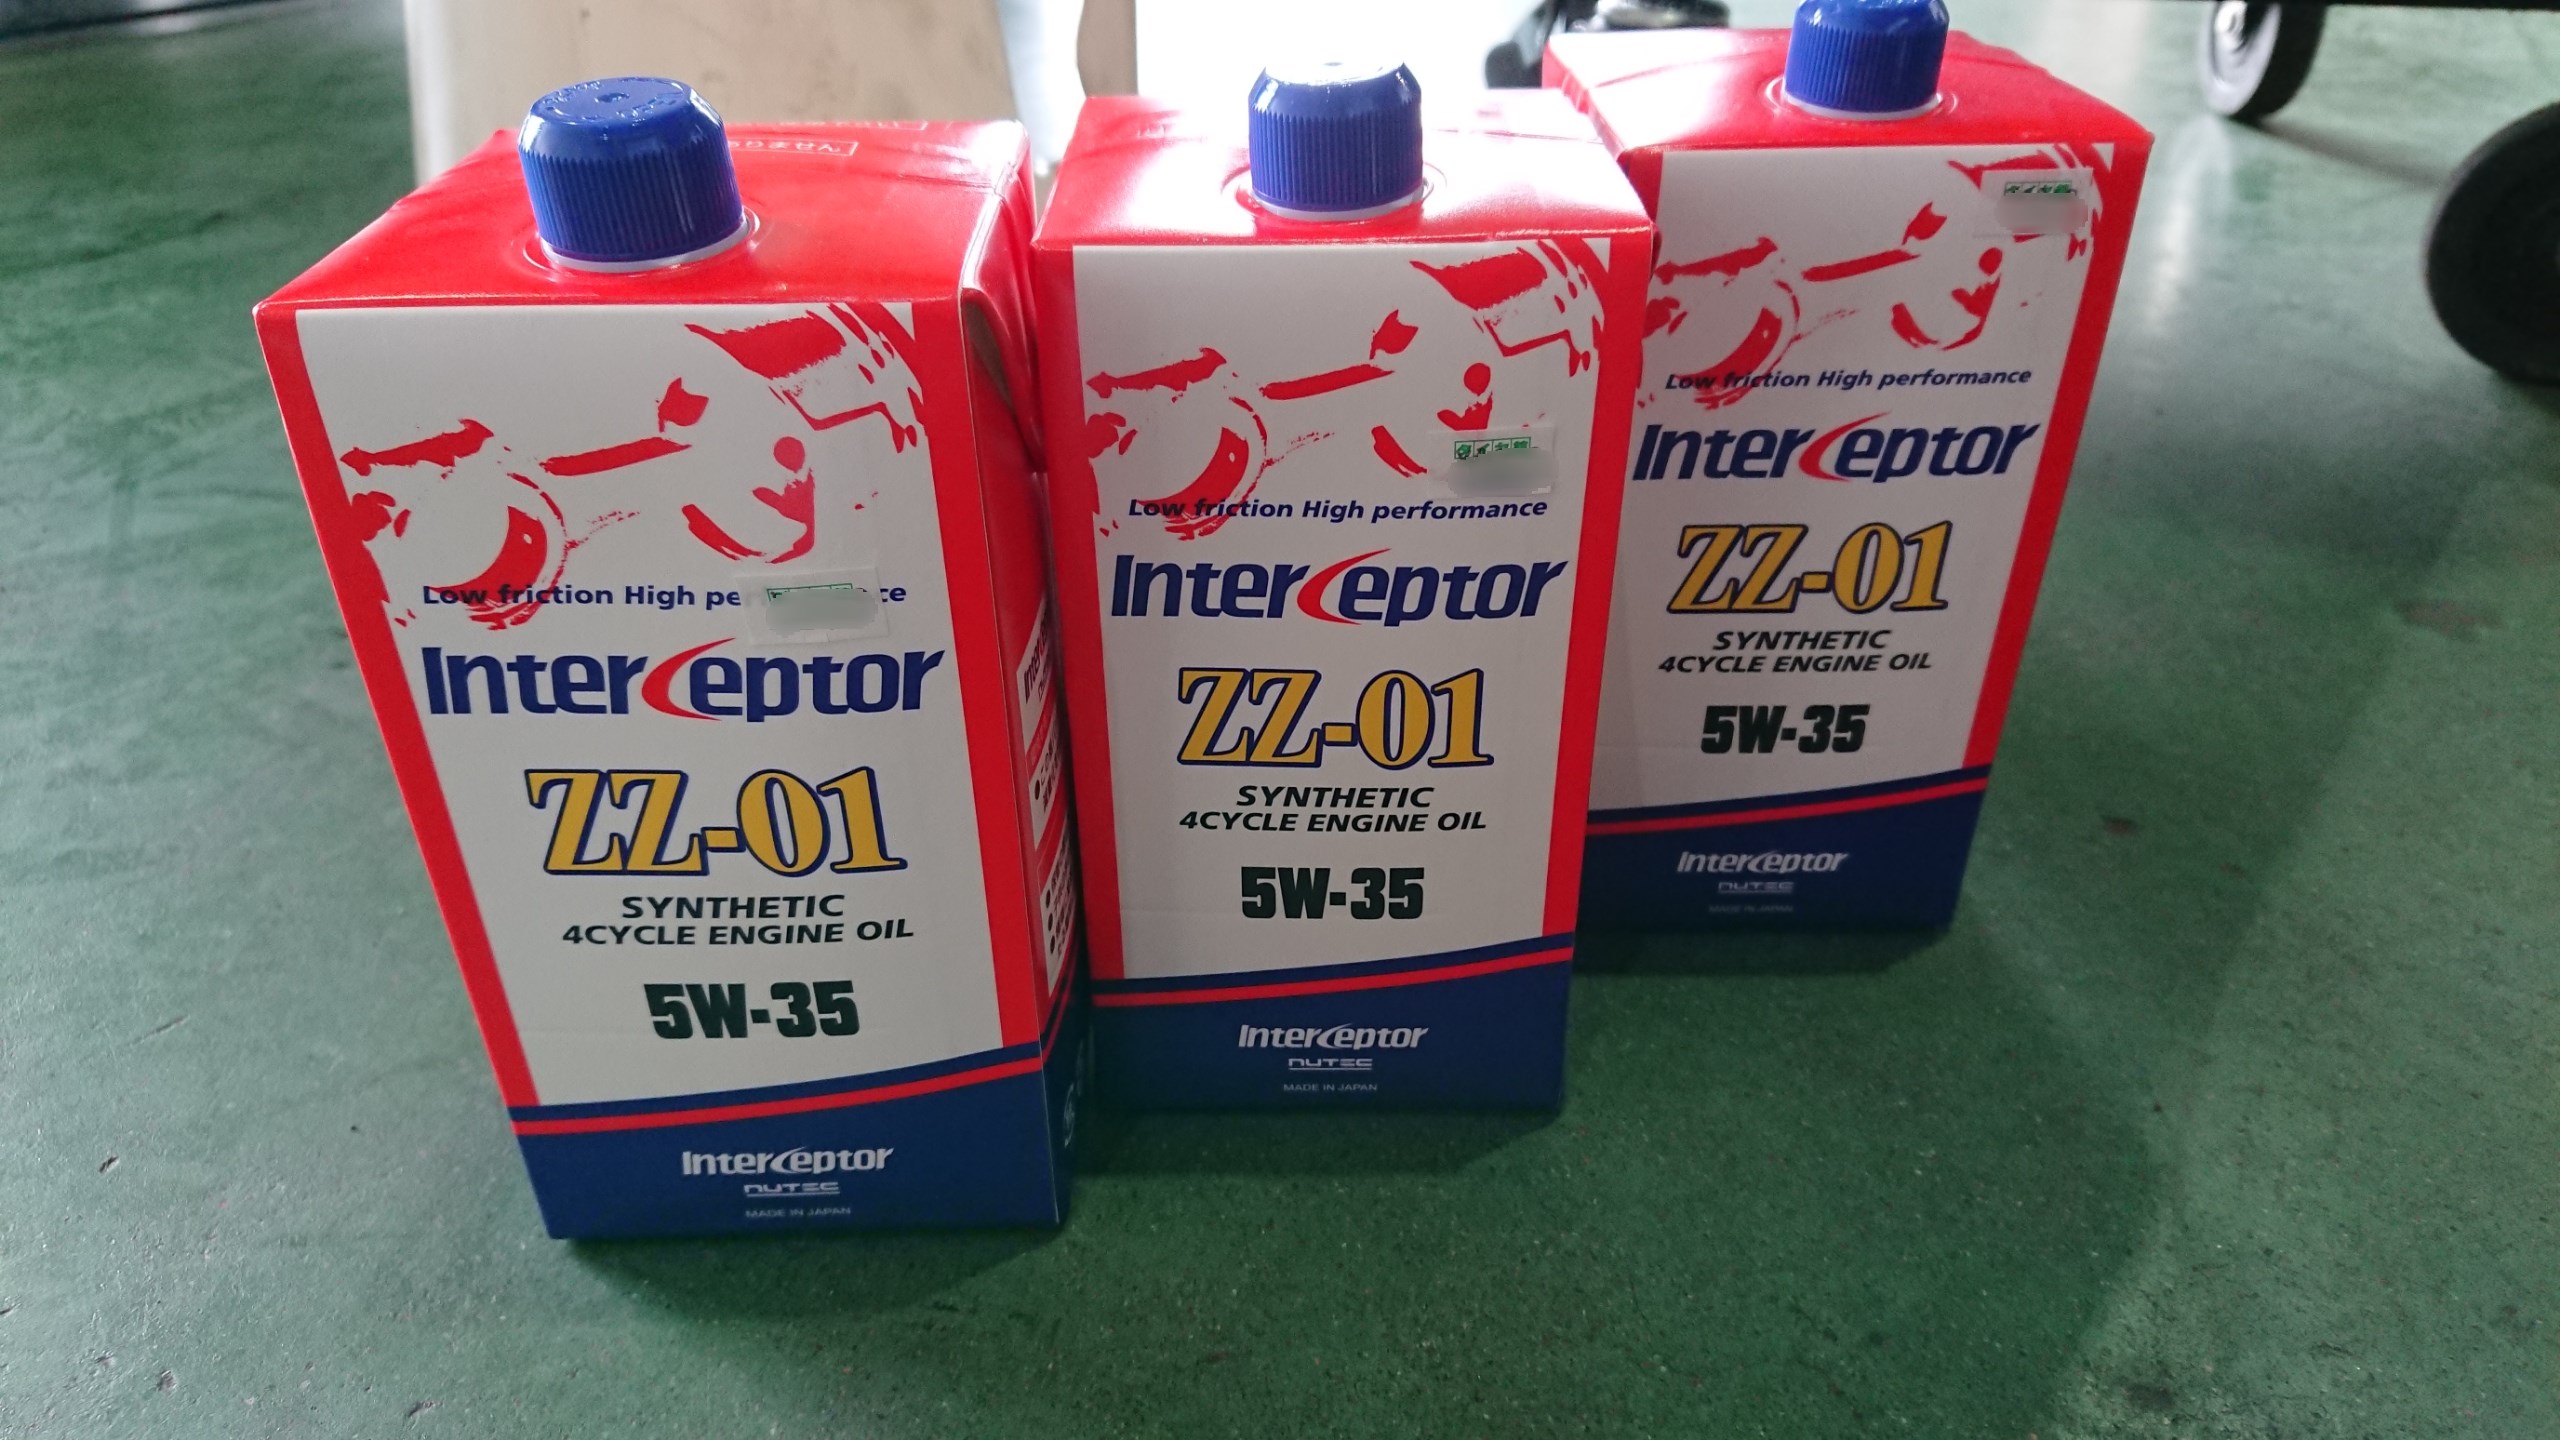 Low friction High pe ce
Interceptor
ZZ-01
SYNTHETIC
4CYCLE ENGINE OIL
5W-35
Interceptor
NUTEC
MADE IN JAPAN
Low friction High performance
Interceptor
ZZ-01
SYNTHETIC
4CYCLE ENGINE OIL
5W-35
Interceptor
NUTEC
MADE IN JAPAN
Low friction High performance
Interceptor
ZZ-01
SYNTHETIC
4CYCLE ENGINE OIL
5W-35
Interceptor
NUTEC
MADE IN JAPAN